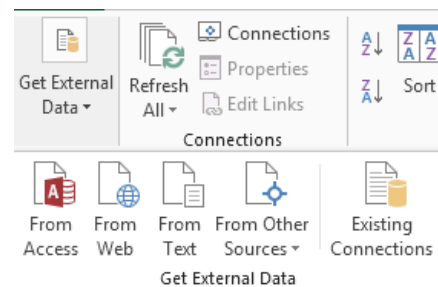 Get External
Data
Refresh
All
Connections
Properties
Edit Links
Connections
A
Z
Z
A
Z A
A Z
Sort
From
Access
From
Web
From
Text
From Other
Sources
Existing
Connections
Get External Data